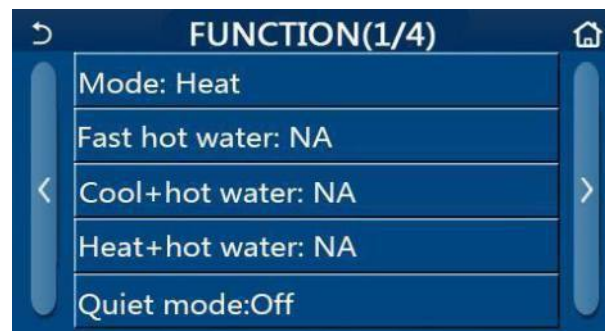 FUNCTION(1/4)
Mode: Heat
Fast hot water: NA
Cool+hot water: NA
Heat+hot water: NA
Quiet mode:Off